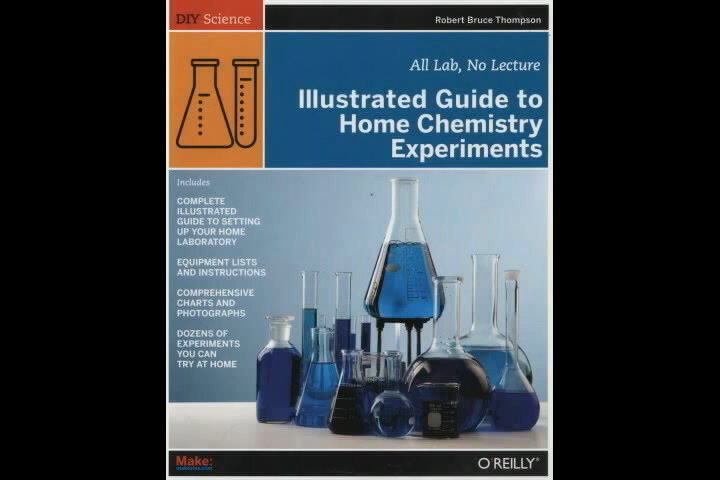 DIY Science
Robert Bruce Thompson
All Lab, No Lecture
Illustrated Guide to
Home Chemistry
Experiments
Includes
COMPLETE
ILLUSTRATED
GUIDE TO SETTING
UP YOUR HOME
LABORATORY
EQUIPMENT LISTS
AND INSTRUCTIONS
COMPREHENSIVE
CHARTS AND
PHOTOGRAPHS
DOZENS OF
EXPERIMENTS
YOU CAN
TRY AT HOME
Make:
makezine.com
O'REILLY®